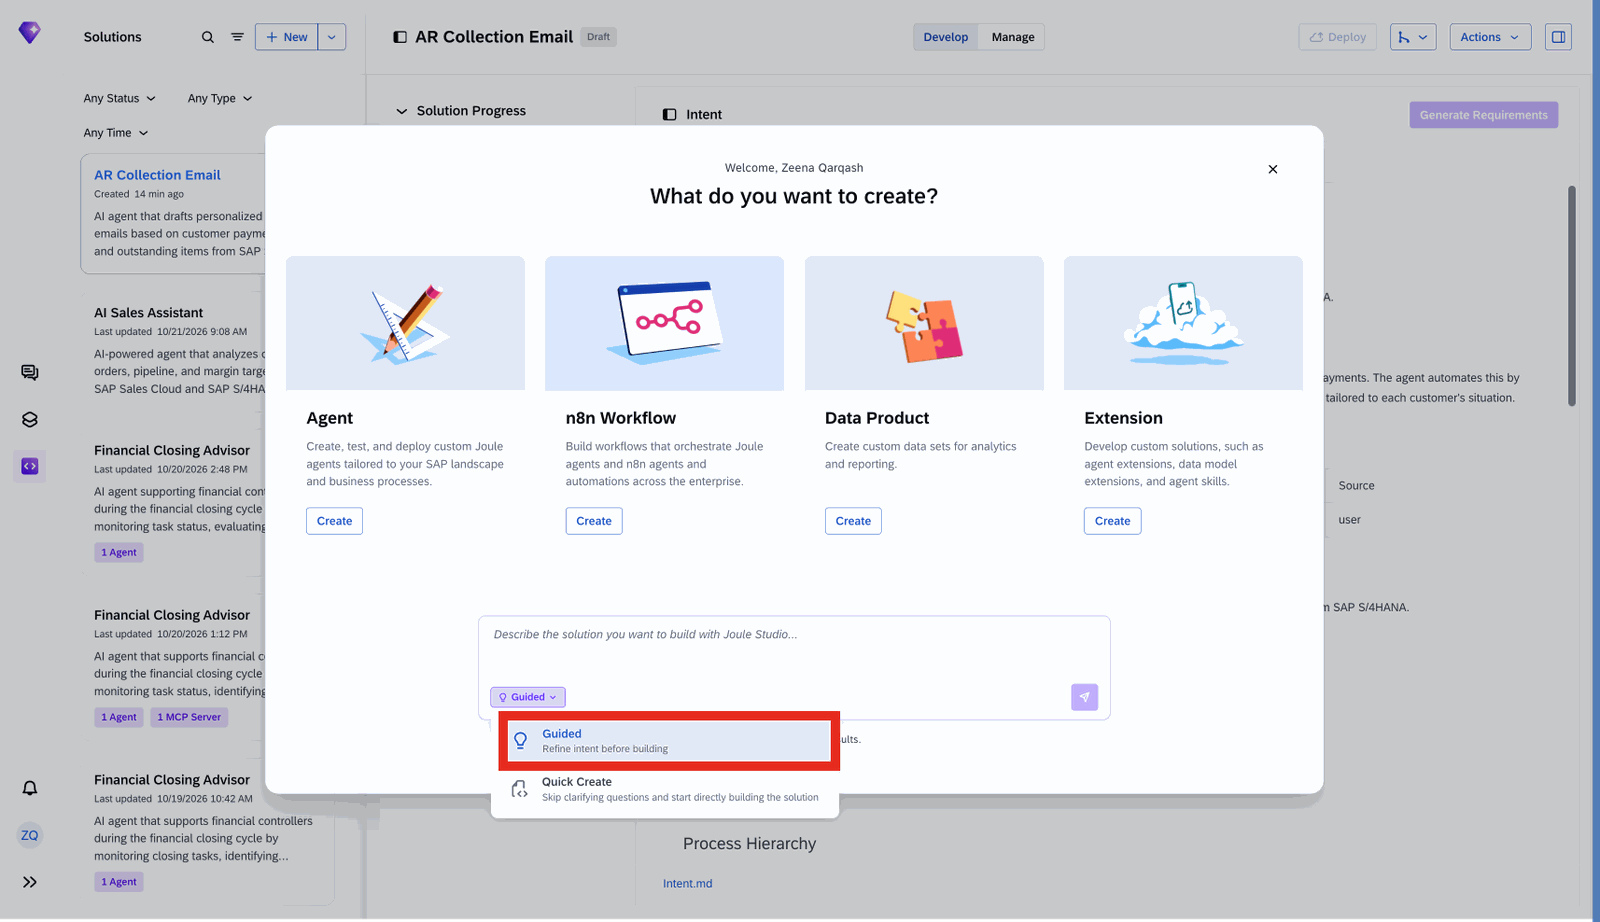 Solutions
New
AR Collection Email
Draft
Develop
Manage
Deploy
Actions
Any Status
Any Type
Any Time
Solution Progress
Intent
Generate Requirements
AR Collection Email
Created 14 min ago
AI agent that drafts personalized
emails based on customer payme
and outstanding items from SAP
AI Sales Assistant
Last updated 10/21/2026 9:08 AM
AI-powered agent that analyzes
orders, pipeline, and margin targe
SAP Sales Cloud and SAP S/4HA
Financial Closing Advisor
Last updated 10/20/2026 2:48 PM
AI agent supporting financial con
during the financial closing cycle
monitoring task status, evaluating
1 Agent
Financial Closing Advisor
Last updated 10/20/2026 1:12 PM
AI agent that supports financial c
during the financial closing cycle
monitoring task status, identifying
1 Agent
1 MCP Server
Financial Closing Advisor
Last updated 10/19/2026 10:42 AM
AI agent that supports financial controllers
during the financial closing cycle by
monitoring closing tasks, identifying...
1 Agent
ZQ
Welcome, Zeena Qarqash
What do you want to create?
Agent
Create, test, and deploy custom Joule
agents tailored to your SAP landscape
and business processes.
Create
n8n Workflow
Build workflows that orchestrate Joule
agents and n8n agents and
automations across the enterprise.
Create
Data Product
Create custom data sets for analytics
and reporting.
Create
Extension
Develop custom solutions, such as
agent extensions, data model
extensions, and agent skills.
Create
Describe the solution you want to build with Joule Studio...
Guided
Guided
Refine intent before building
Quick Create
Skip clarifying questions and start directly building the solution
ults.
A.
ayments. The agent automates this by
tailored to each customer's situation.
Source
user
SAP S/4HANA.
Process Hierarchy
Intent.md